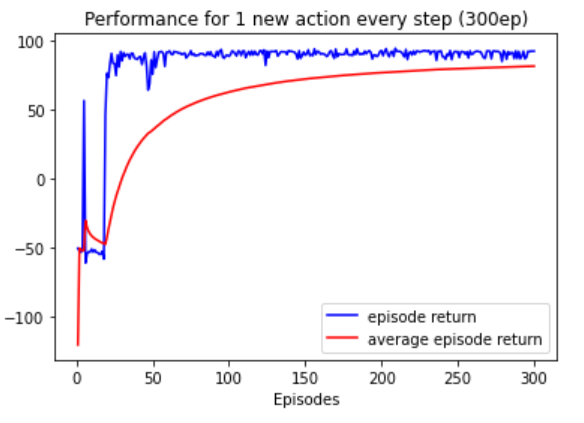 Performance for 1 new action every step (300ep)
100
50
0
−50
−100
episode return
average episode return
0 50 100 150 200 250 300
Episodes